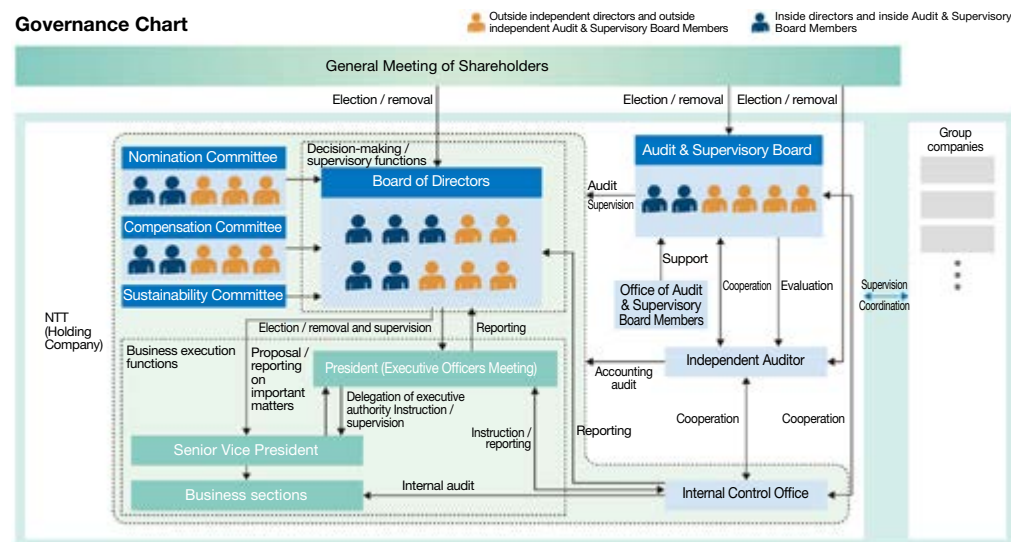 Governance Chart
Outside independent directors and outside
independent Audit & Supervisory Board Members
Inside directors and inside Audit & Supervisory
Board Members
General Meeting of Shareholders
Election / removal
Election / removal
Election / removal
Group
companies
Nomination Committee
Decision-making /
supervisory functions
Board of Directors
Audit & Supervisory Board
Audit
Supervision
Compensation Committee
Sustainability Committee
Support
Cooperation
Evaluation
Office of Audit
& Supervisory
Board Members
Supervision
Coordination
NTT
(Holding
Company)
Election / removal and supervision
Reporting
Business execution
functions
Proposal /
reporting
on
important
matters
President (Executive Officers Meeting)
Independent Auditor
Accounting
audit
Delegation of executive
authority Instruction /
supervision
Instruction /
reporting
Reporting
Cooperation
Cooperation
Senior Vice President
Business sections
Internal audit
Internal Control Office